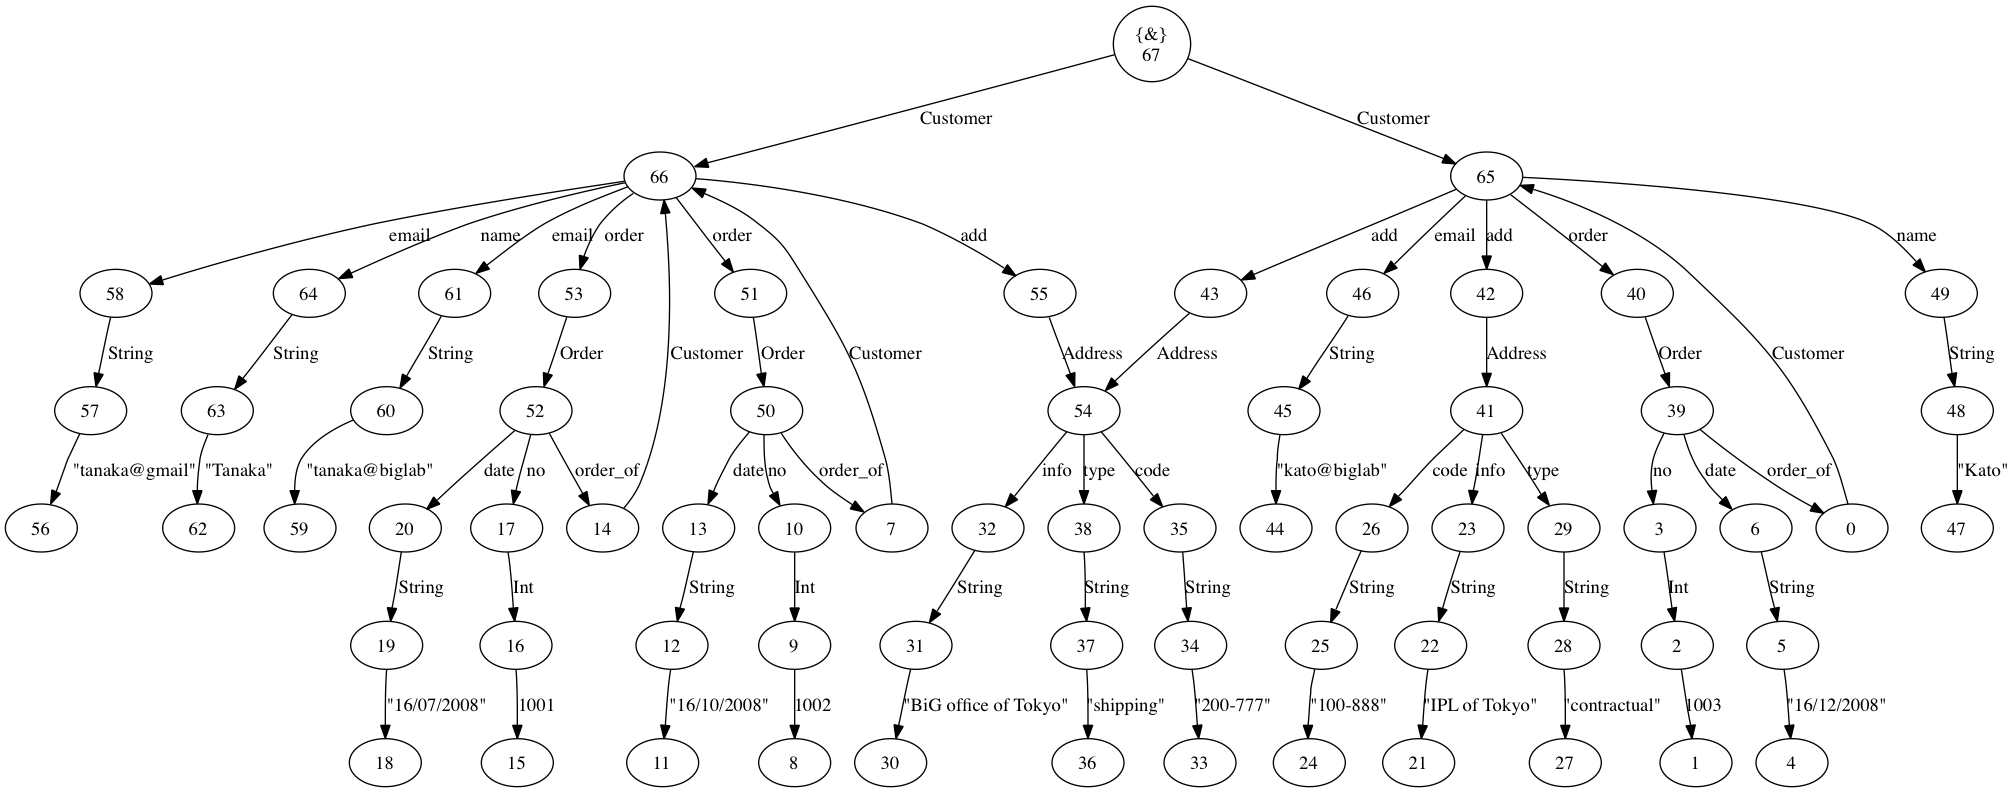 {&}
67
Customer Customer
66 65
email name email order order add add email add order name
58 64 61 53 51 55 43 46 42 40 49
String String String Order Customer Order Customer Address Address String Address Order Customer String
57 63 60 52 50 54 45 41 39 48
"tanaka@gmail" "Tanaka" "tanaka@biglab" date no order_of date no order_of info type code "kato@biglab" code info type no date order_of "Kato"
56 62 59 20 17 14 13 10 7 32 38 35 44 26 23 29 3 6 0 47
String Int String Int String String String String String String Int String
19 16 12 9 31 37 34 25 22 28 2 5
"16/07/2008" 1001 "16/10/2008" 1002 "BiG office of Tokyo" "shipping" "200-777" "100-888" "IPL of Tokyo" "contractual" 1003 "16/12/2008"
18 15 11 8 30 36 33 24 21 27 1 4